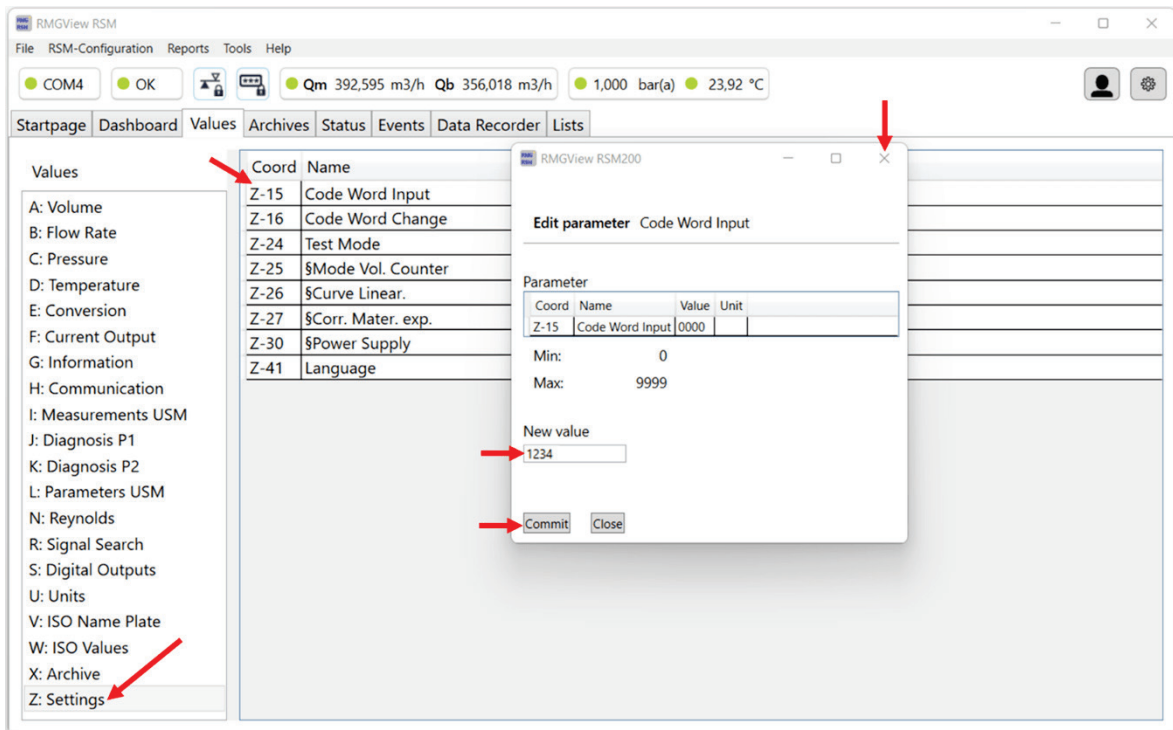 RMG RSM RMGView RSM
File RSM-Configuration Reports Tools Help
COM4 OK Qm 392,595 m3/h Qb 356,018 m3/h 1,000 bar(a) 23,92 °C
Startpage Dashboard Values Archives Status Events Data Recorder Lists
Values
A: Volume
B: Flow Rate
C: Pressure
D: Temperature
E: Conversion
F: Current Output
G: Information
H: Communication
I: Measurements USM
J: Diagnosis P1
K: Diagnosis P2
L: Parameters USM
N: Reynolds
R: Signal Search
S: Digital Outputs
U: Units
V: ISO Name Plate
W: ISO Values
X: Archive
Z: Settings
Coord Name
Z-15 Code Word Input
Z-16 Code Word Change
Z-24 Test Mode
Z-25 §Mode Vol. Counter
Z-26 §Curve Linear.
Z-27 §Corr. Mater. exp.
Z-30 §Power Supply
Z-41 Language
RMG RSM RMGView RSM200
Edit parameter Code Word Input
Parameter
Coord Name Value Unit
Z-15 Code Word Input 0000
Min: 0
Max: 9999
New value
1234
Commit Close